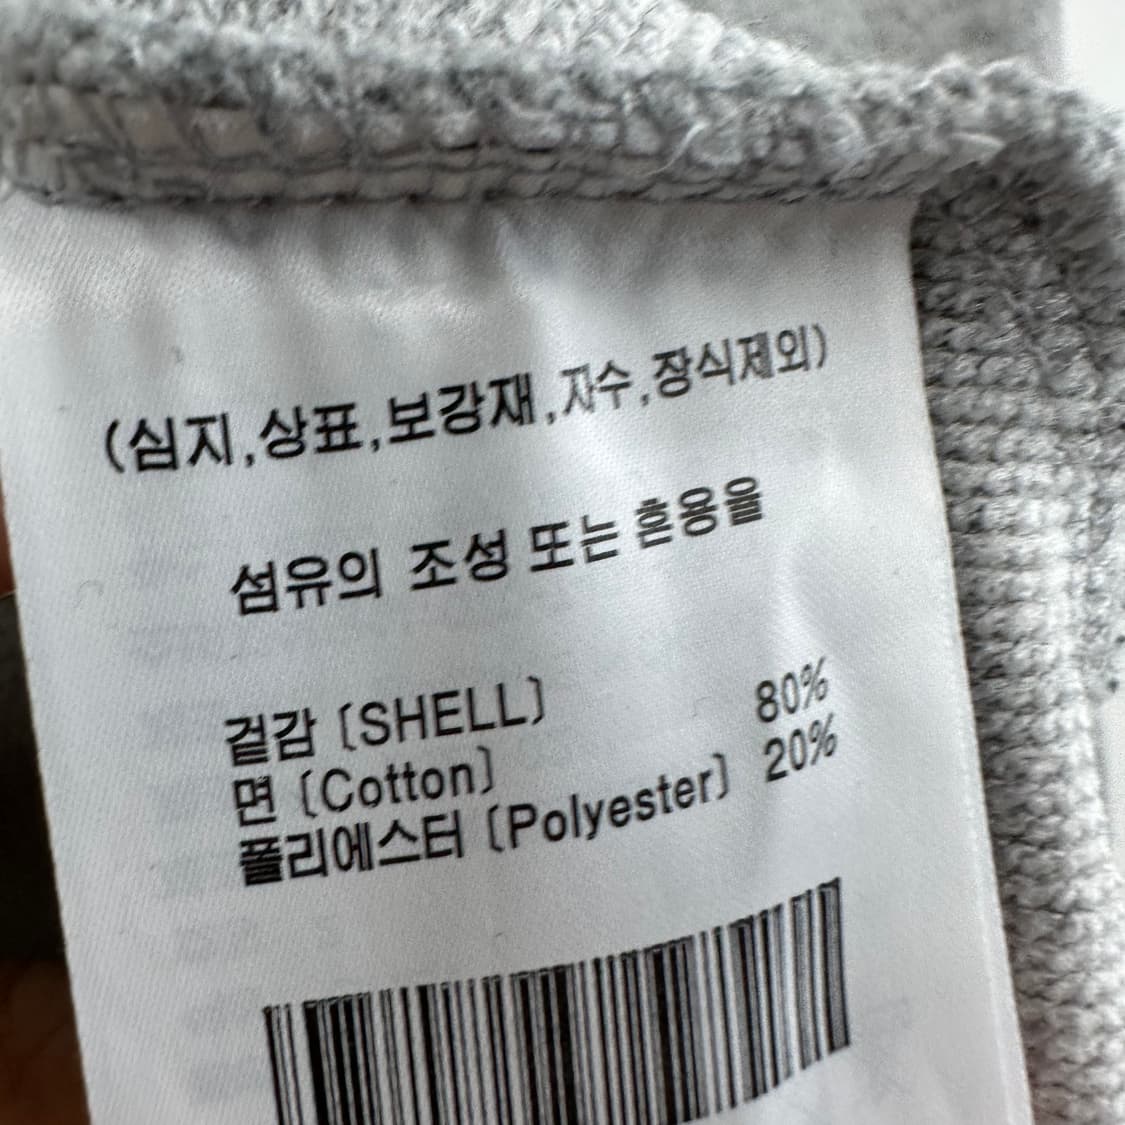 (심지,상표,보강재,자수,장식제외)
섬유의 조성 또는 혼용율
겉감 [SHELL]
면 [Cotton] 80%
폴리에스터 [Polyester] 20%